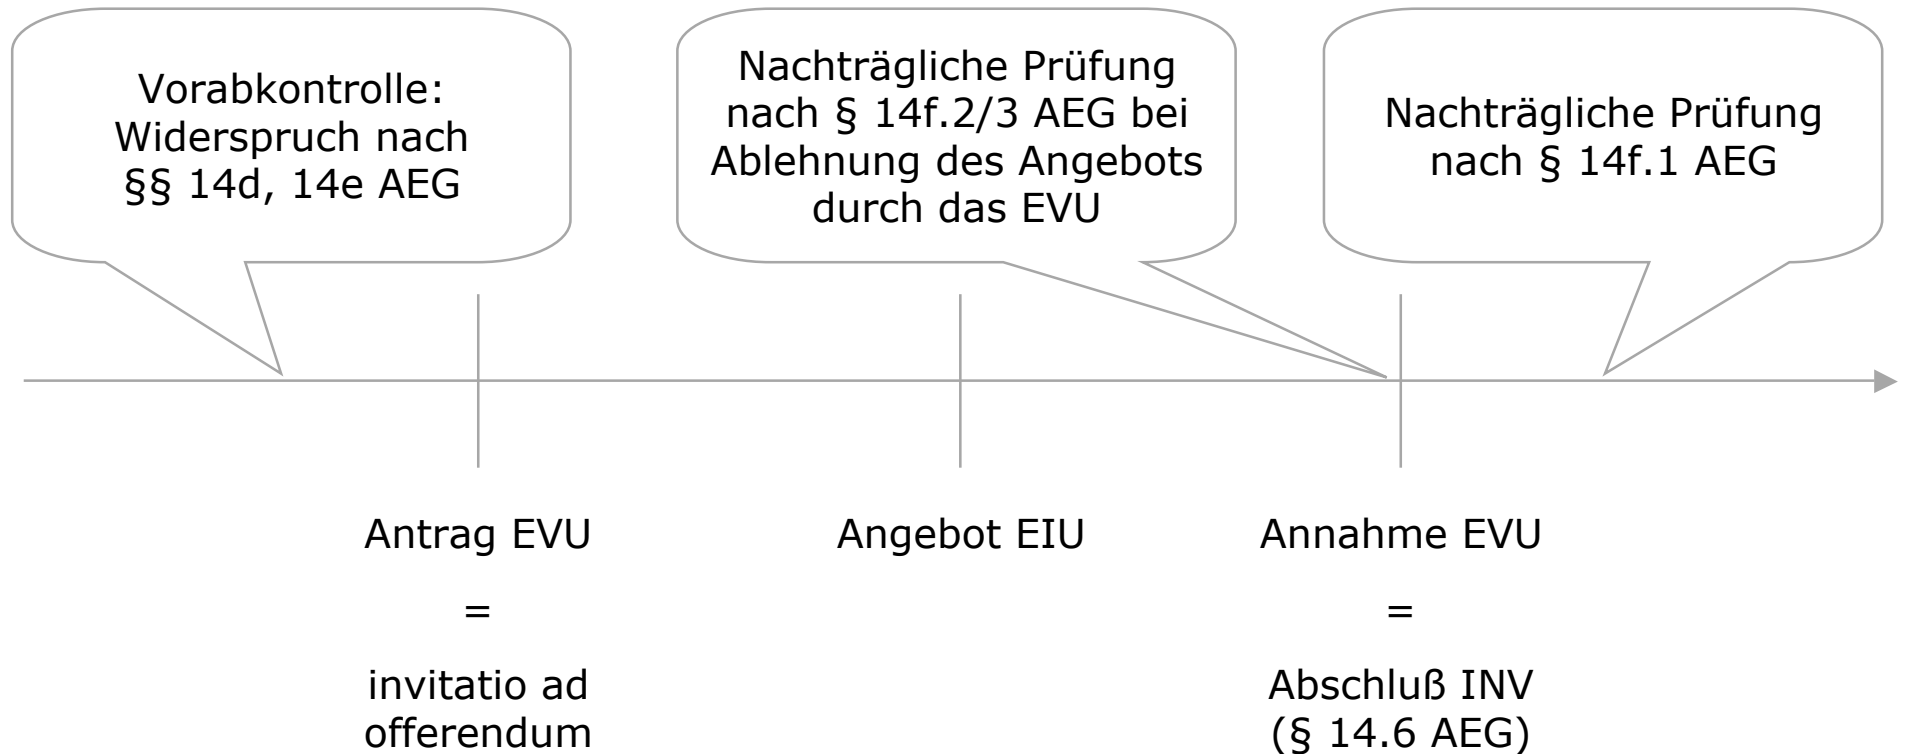 Vorabkontrolle:
Widerspruch nach
§§ 14d, 14e AEG
Nachträgliche Prüfung
nach § 14f.2/3 AEG bei
Ablehnung des Angebots
durch das EVU
Nachträgliche Prüfung
nach § 14f.1 AEG
Antrag EVU
=
invitatio ad
offerendum
Angebot EIU
Annahme EVU
=
Abschluß INV
(§ 14.6 AEG)